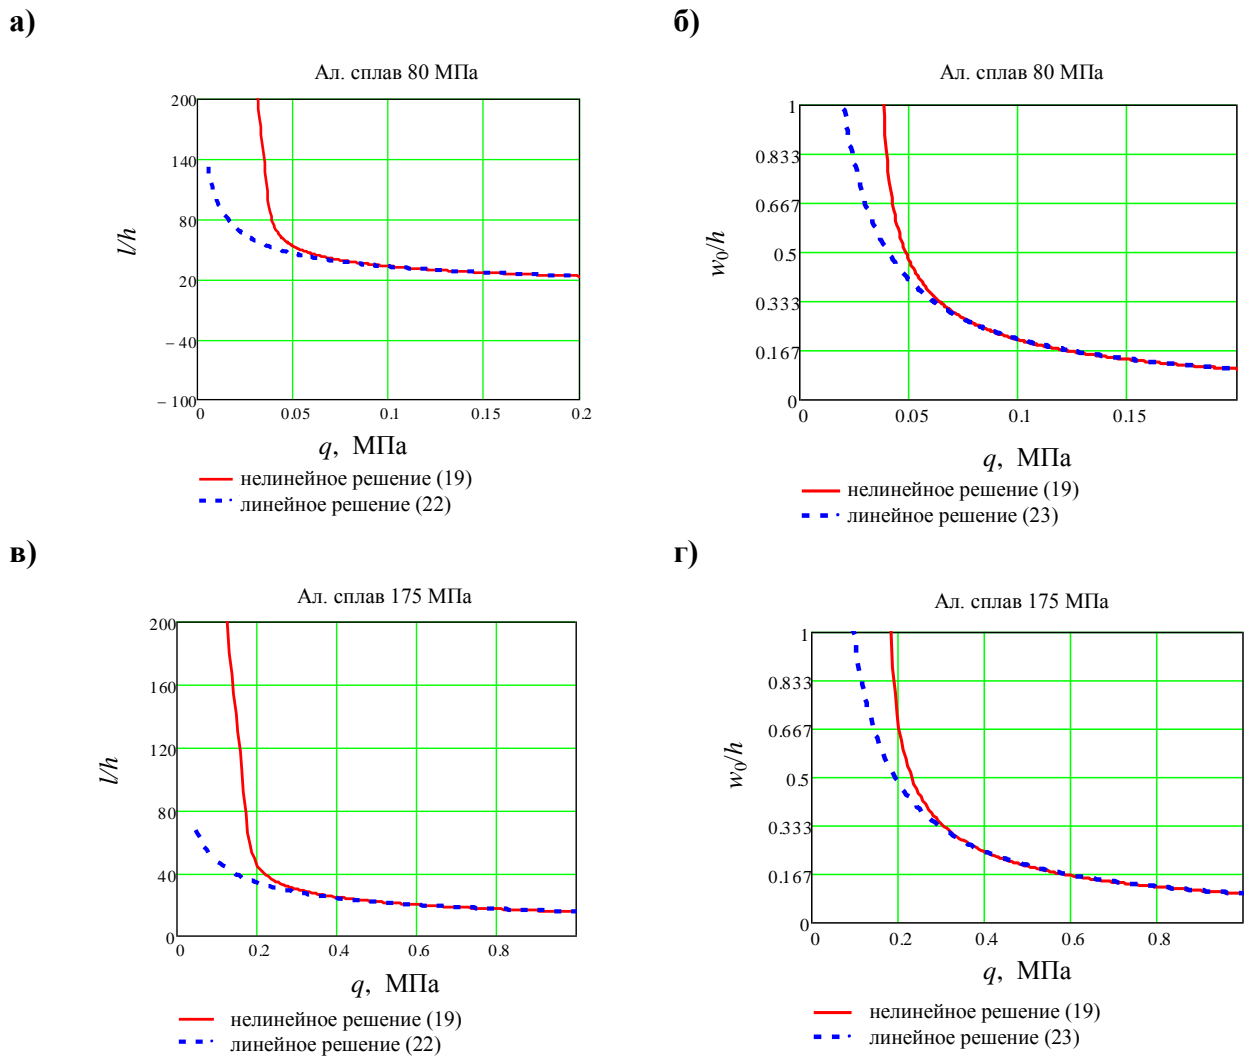 а)
Ал. сплав 80 МПа
200
140
80
20
– 40
– 100
l/h
0 0.05 0.1 0.15 0.2
q, МПа
нелинейное решение (19)
линейное решение (22)
б)
Ал. сплав 80 МПа
1
0.833
0.667
0.5
0.333
0.167
0
w0/h
0 0.05 0.1 0.15
q, МПа
нелинейное решение (19)
линейное решение (23)
в)
Ал. сплав 175 МПа
200
160
120
80
40
0
l/h
0 0.2 0.4 0.6 0.8
q, МПа
нелинейное решение (19)
линейное решение (22)
г)
Ал. сплав 175 МПа
1
0.833
0.667
0.5
0.333
0.167
0
w0/h
0 0.2 0.4 0.6 0.8
q, МПа
нелинейное решение (19)
линейное решение (23)